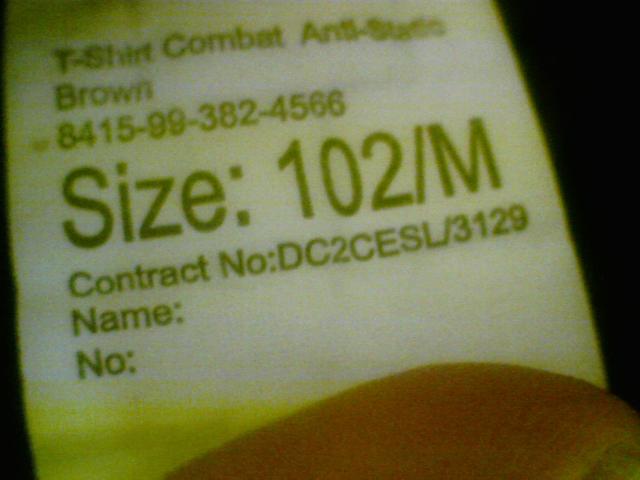 T-Shirt Combat Anti-Static
Brown
8415-99-382-4566
Size: 102/M
Contract No:DC2CESL/3129
Name:
No: